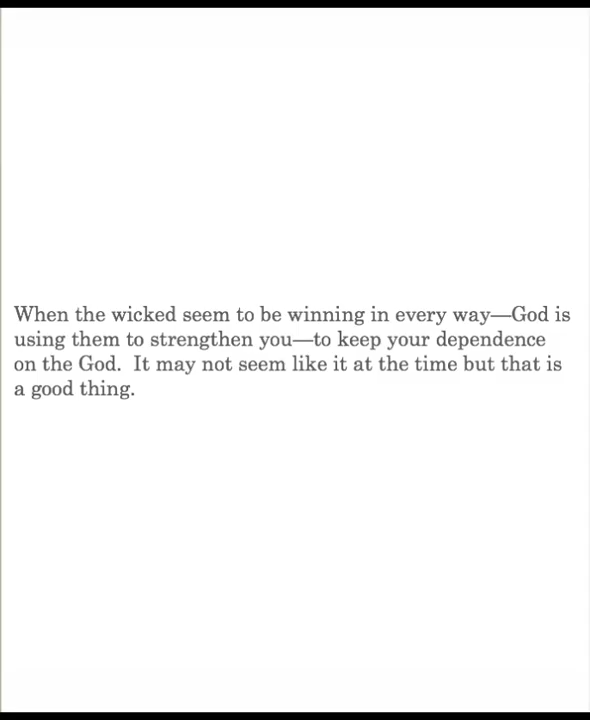 When the wicked seem to be winning in every way—God is
using them to strengthen you—to keep your dependence
on the God.  It may not seem like it at the time but that is
a good thing.